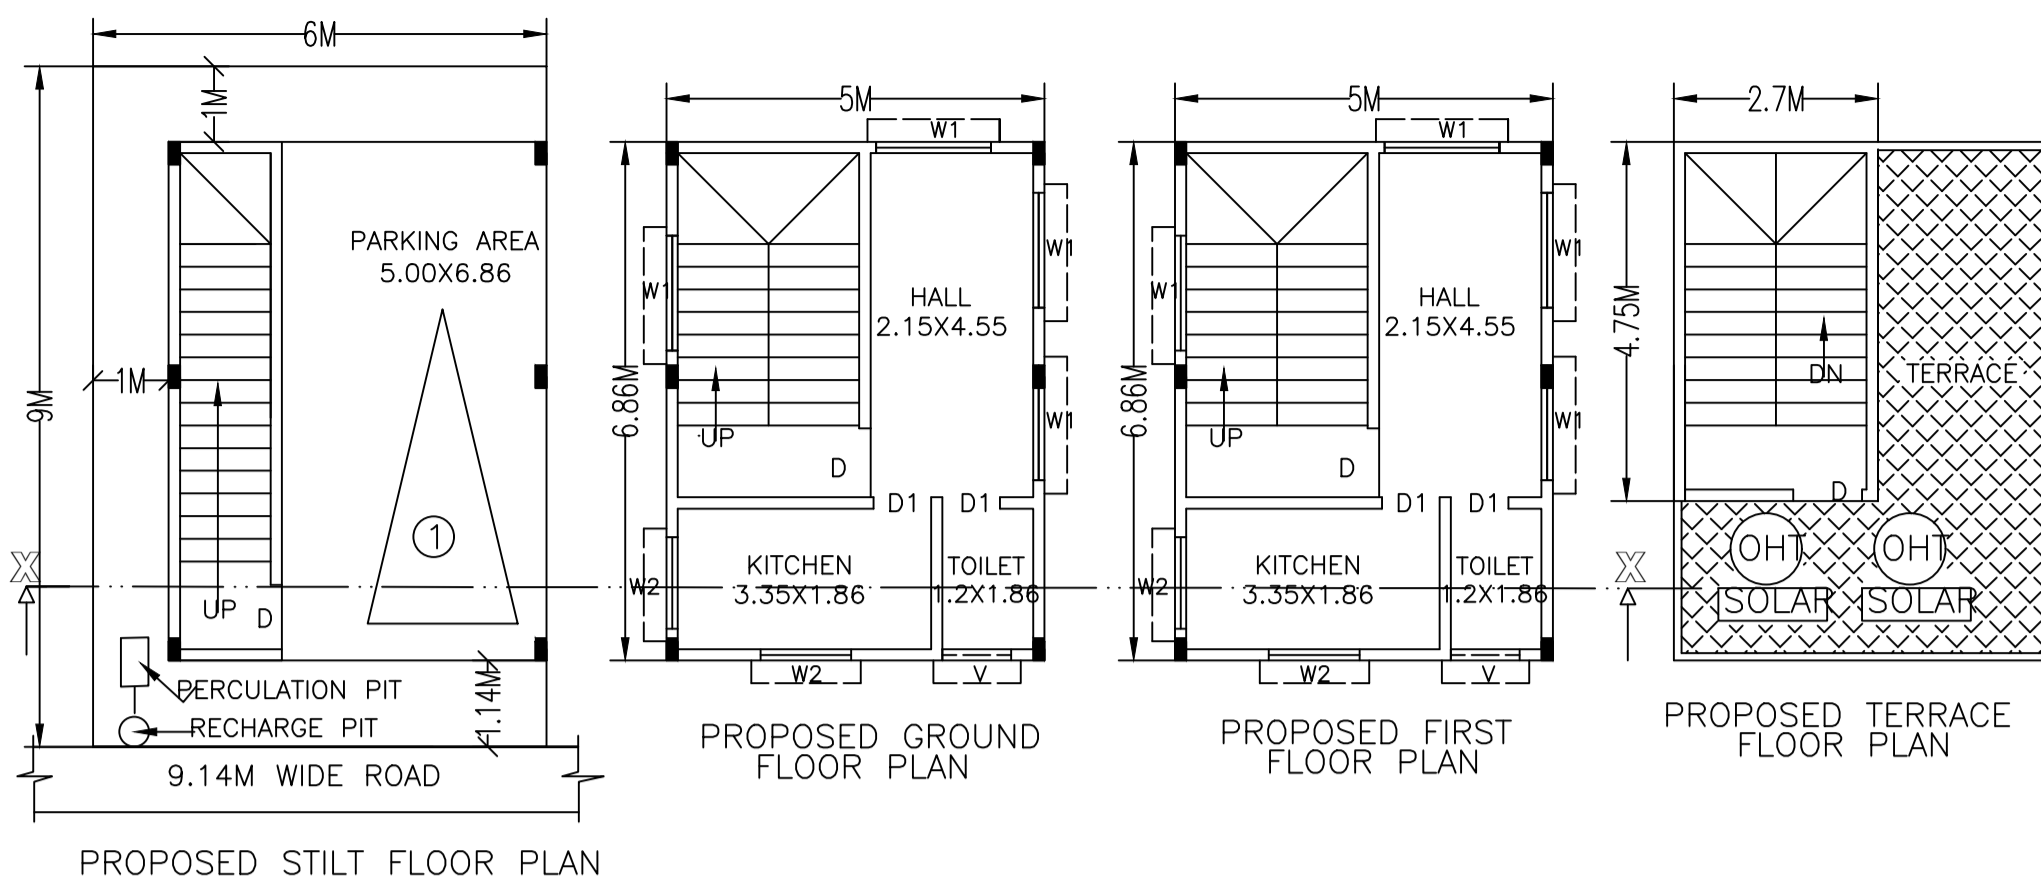 6M
1M
9M
1M
PARKING AREA
5.00X6.86
1
UP
D
X
PERCULATION PIT
RECHARGE PIT
1.14M
9.14M WIDE ROAD
PROPOSED STILT FLOOR PLAN
5M
W1
6.86M
W1
W1
HALL
2.15X4.55
W1
UP
D
D1
D1
KITCHEN
3.35X1.86
TOILET
1.2X1.86
W2
W2
V
PROPOSED GROUND
FLOOR PLAN
5M
W1
6.86M
W1
W1
HALL
2.15X4.55
W1
UP
D
D1
D1
KITCHEN
3.35X1.86
TOILET
1.2X1.86
W2
W2
V
PROPOSED FIRST
FLOOR PLAN
2.7M
4.75M
DN
TERRACE
D
OHT
OHT
X
SOLAR
SOLAR
PROPOSED TERRACE
FLOOR PLAN